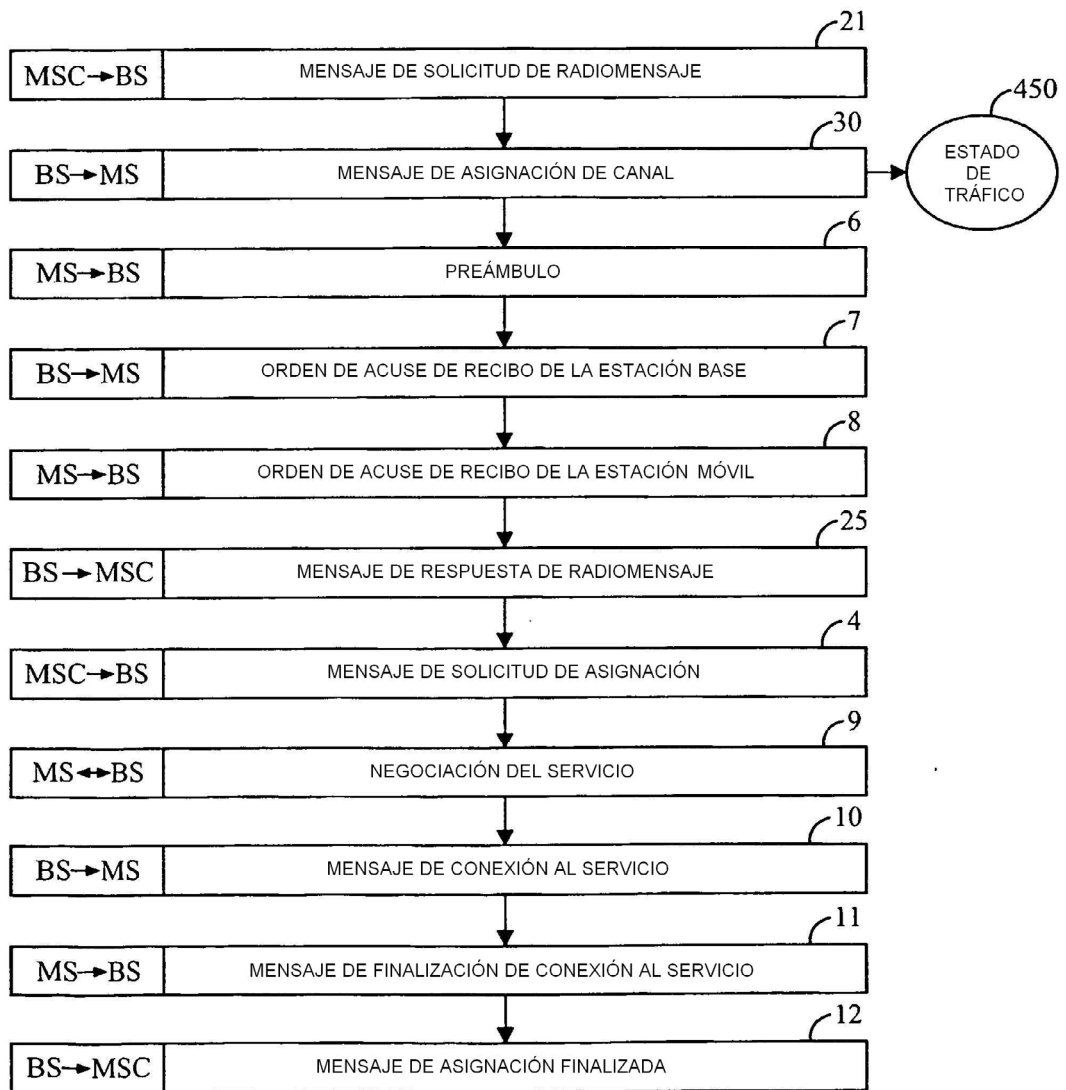 21
MSC→BS MENSAJE DE SOLICITUD DE RADIOMENSAJE
450
ESTADO
DE
TRÁFICO
30
BS→MS MENSAJE DE ASIGNACIÓN DE CANAL
6
MS→BS PREÁMBULO
7
BS→MS ORDEN DE ACUSE DE RECIBO DE LA ESTACIÓN BASE
8
MS→BS ORDEN DE ACUSE DE RECIBO DE LA ESTACIÓN MÓVIL
25
BS→MSC MENSAJE DE RESPUESTA DE RADIOMENSAJE
4
MSC→BS MENSAJE DE SOLICITUD DE ASIGNACIÓN
9
MS↔BS NEGOCIACIÓN DEL SERVICIO
10
BS→MS MENSAJE DE CONEXIÓN AL SERVICIO
11
MS→BS MENSAJE DE FINALIZACIÓN DE CONEXIÓN AL SERVICIO
12
BS→MSC MENSAJE DE ASIGNACIÓN FINALIZADA